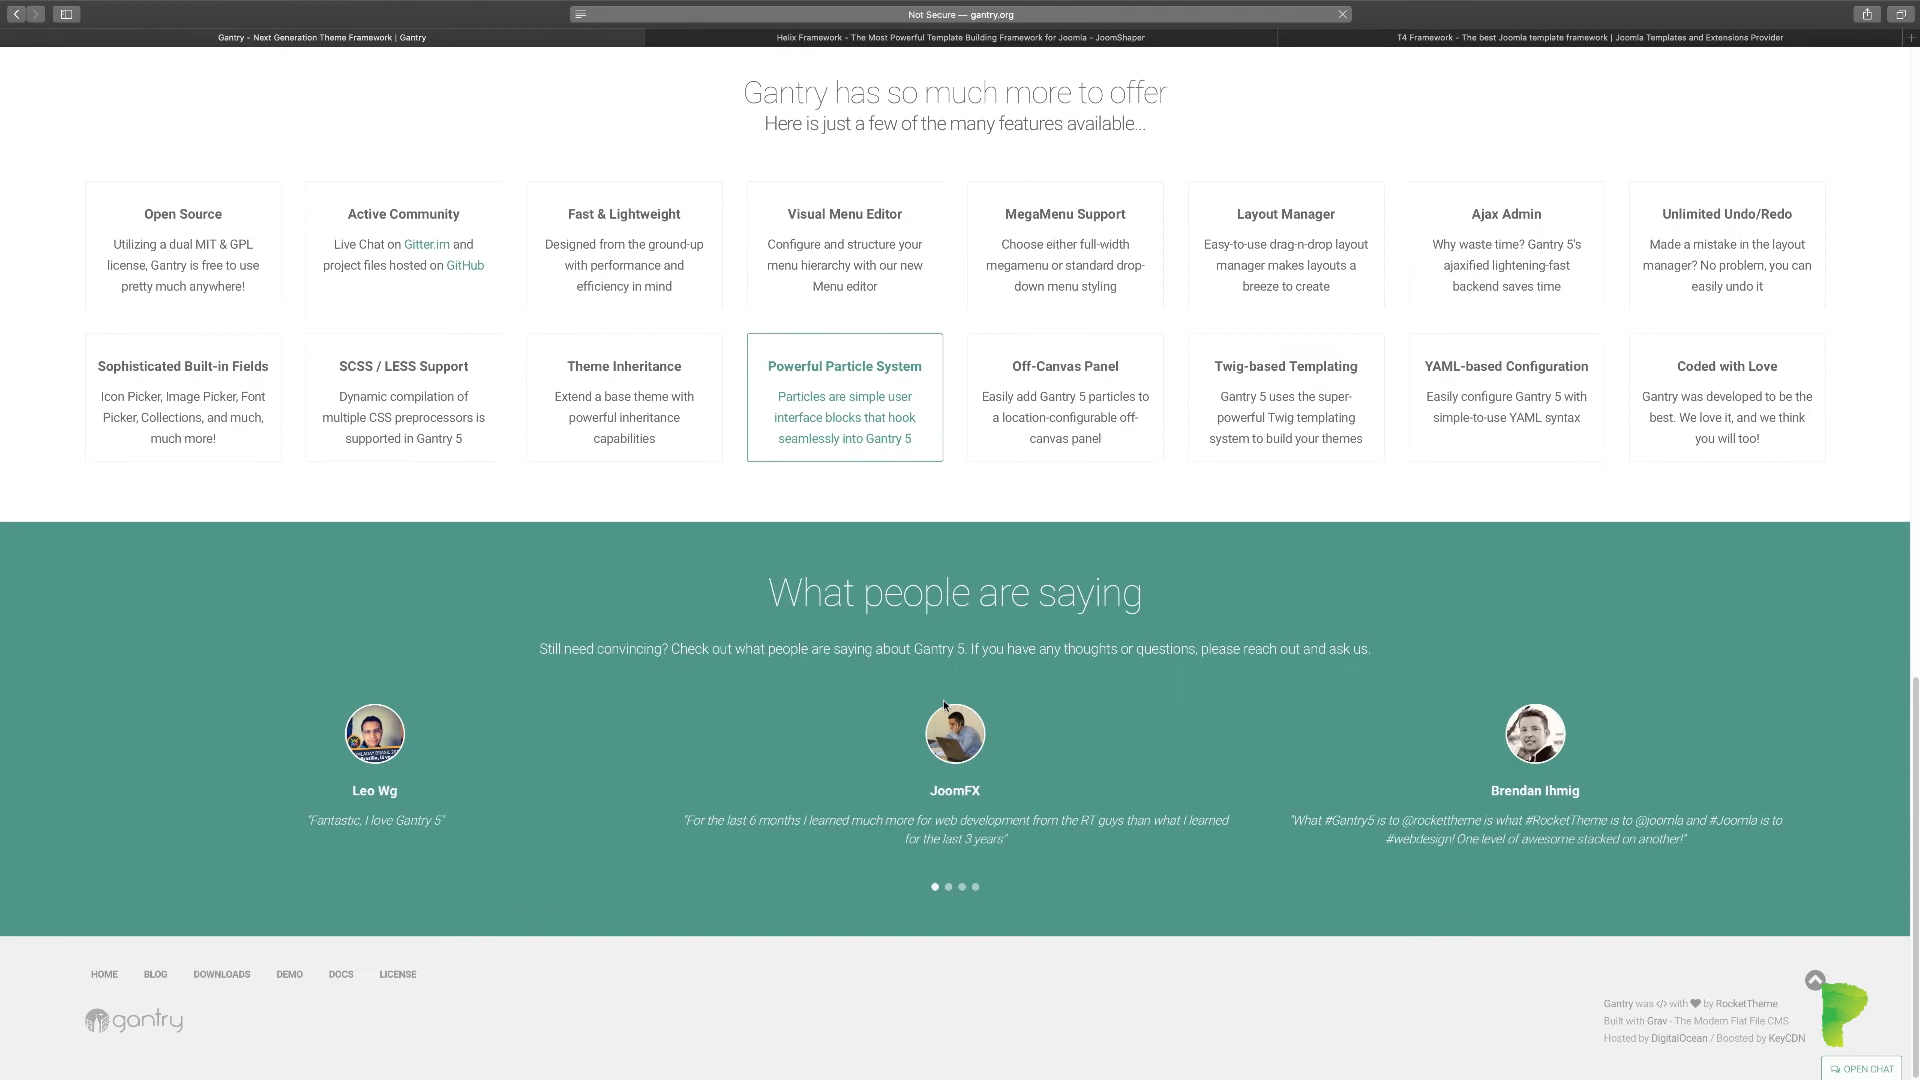 Not Secure — gantry.org
Gantry - Next Generation Theme Framework | Gantry
Helix Framework - The Most Powerful Template Building Framework for Joomla - JoomShaper
T4 Framework - The best Joomla template framework | Joomla Templates and Extensions Provider
Gantry has so much more to offer
Here is just a few of the many features available...
Open Source
Utilizing a dual MIT & GPL
license, Gantry is free to use
pretty much anywhere!
Active Community
Live Chat on Gitter.im and
project files hosted on GitHub
Fast & Lightweight
Designed from the ground-up
with performance and
efficiency in mind
Visual Menu Editor
Configure and structure your
menu hierarchy with our new
Menu editor
MegaMenu Support
Choose either full-width
megamenu or standard drop-
down menu styling
Layout Manager
Easy-to-use drag-n-drop layout
manager makes layouts a
breeze to create
Ajax Admin
Why waste time? Gantry 5's
ajaxified lightening-fast
backend saves time
Unlimited Undo/Redo
Made a mistake in the layout
manager? No problem, you can
easily undo it
Sophisticated Built-in Fields
Icon Picker, Image Picker, Font
Picker, Collections, and much,
much more!
SCSS / LESS Support
Dynamic compilation of
multiple CSS preprocessors is
supported in Gantry 5
Theme Inheritance
Extend a base theme with
powerful inheritance
capabilities
Powerful Particle System
Particles are simple user
interface blocks that hook
seamlessly into Gantry 5
Off-Canvas Panel
Easily add Gantry 5 particles to
a location-configurable off-
canvas panel
Twig-based Templating
Gantry 5 uses the super-
powerful Twig templating
system to build your themes
YAML-based Configuration
Easily configure Gantry 5 with
simple-to-use YAML syntax
Coded with Love
Gantry was developed to be the
best. We love it, and we think
you will too!
What people are saying
Still need convincing? Check out what people are saying about Gantry 5. If you have any thoughts or questions, please reach out and ask us.
Leo Wg
"Fantastic, I love Gantry 5"
JoomFX
"For the last 6 months I learned much more for web development from the RT guys than what I learned
for the last 3 years"
Brendan Ihmig
"What #Gantry5 is to @rockettheme is what #RocketTheme is to @joomla and #Joomla is to
#webdesign! One level of awesome stacked on another!"
HOME BLOG DOWNLOADS DEMO DOCS LICENSE
gantry
Gantry was </> with ♥ by RocketTheme
Built with Grav - The Modern Flat File CMS
Hosted by DigitalOcean / Boosted by KeyCDN
OPEN CHAT